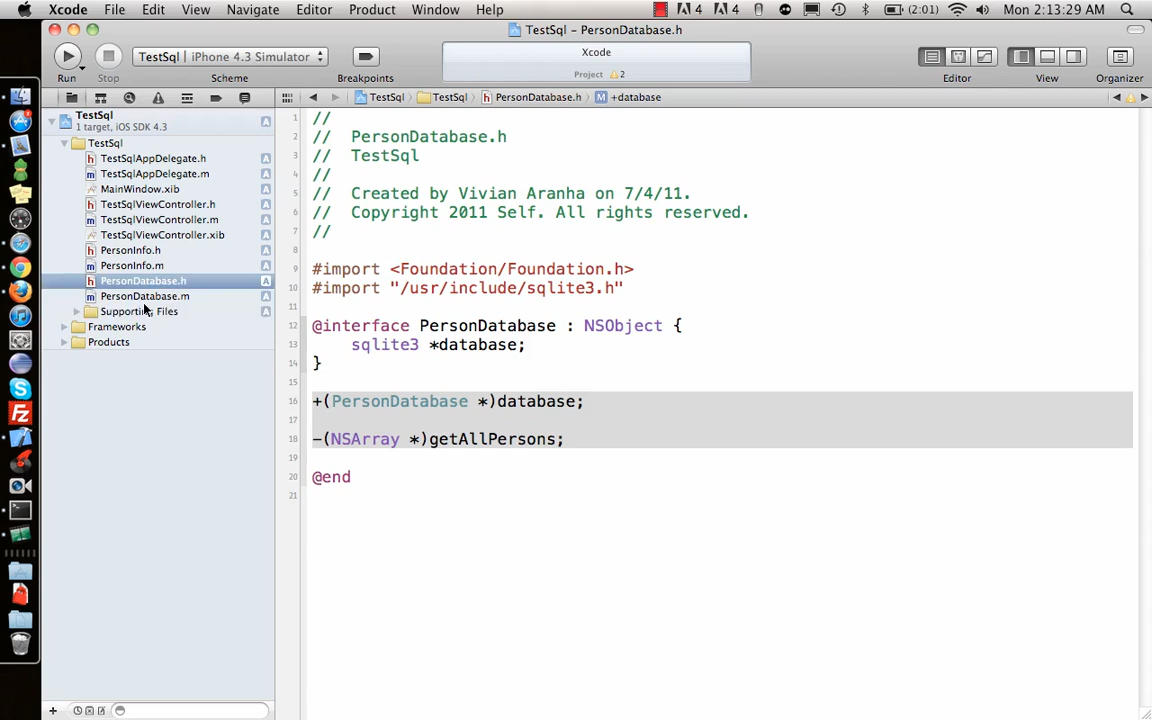 Xcode File Edit View Navigate Editor Product Window Help 4 4 (2:01) Mon 2:13:29 AM
TestSql – PersonDatabase.h
TestSql | iPhone 4.3 Simulator
Xcode
Project 2
Run Stop Scheme Breakpoints Editor View Organizer
TestSql TestSql PersonDatabase.h M +database
TestSql
1 target, iOS SDK 4.3
TestSql
TestSqlAppDelegate.h A
TestSqlAppDelegate.m A
MainWindow.xib A
TestSqlViewController.h A
TestSqlViewController.m A
TestSqlViewController.xib A
PersonInfo.h A
PersonInfo.m A
PersonDatabase.h A
PersonDatabase.m A
Supporting Files A
Frameworks
Products
1 //
2 // PersonDatabase.h
3 // TestSql
4 //
5 // Created by Vivian Aranha on 7/4/11.
6 // Copyright 2011 Self. All rights reserved.
7 //
8
9 #import <Foundation/Foundation.h>
10 #import "/usr/include/sqlite3.h"
11
12 @interface PersonDatabase : NSObject {
13 sqlite3 *database;
14 }
15
16 +(PersonDatabase *)database;
17
18 -(NSArray *)getAllPersons;
19
20 @end
21